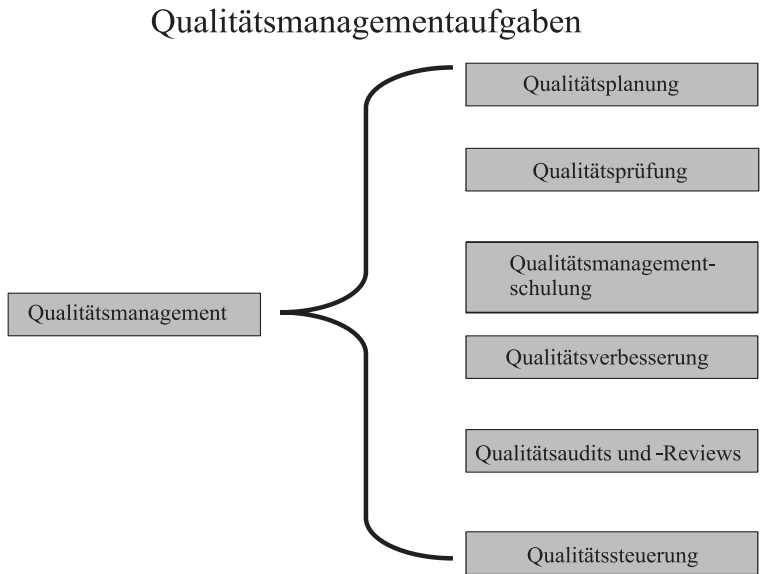 Qualitätsmanagementaufgaben
Qualitätsmanagement
Qualitätsplanung
Qualitätsprüfung
Qualitätsmanagement-
schulung
Qualitätsverbesserung
Qualitätsaudits und -Reviews
Qualitätssteuerung